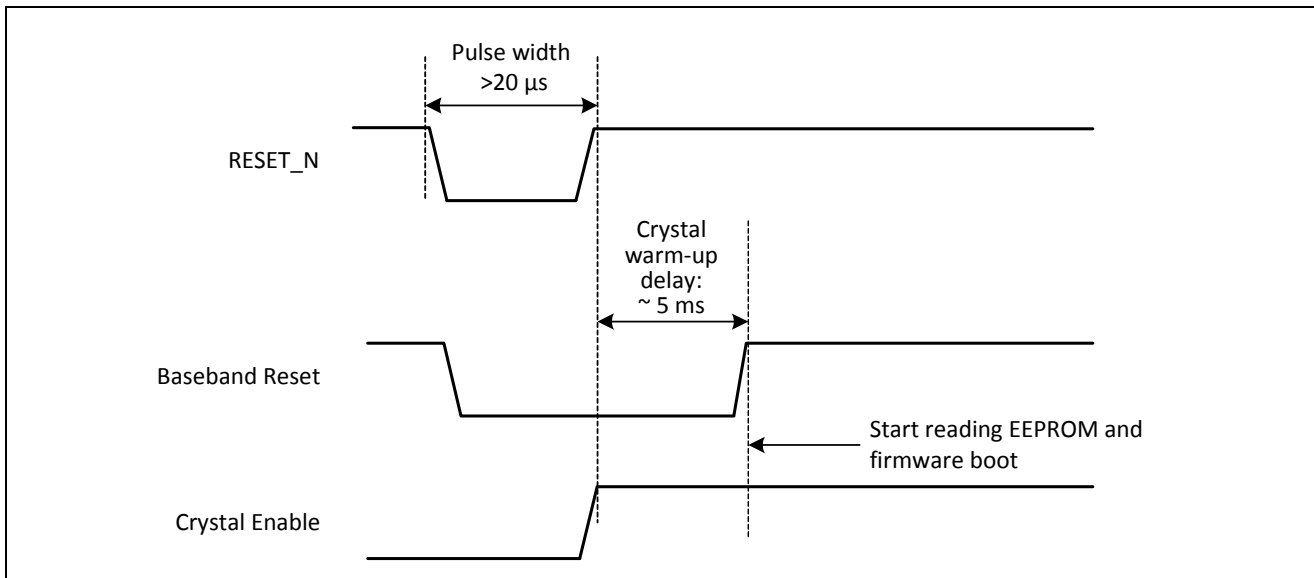 Pulse width
>20 µs
RESET_N
Crystal
warm-up
delay:
~ 5 ms
Baseband Reset
Start reading EEPROM and
firmware boot
Crystal Enable